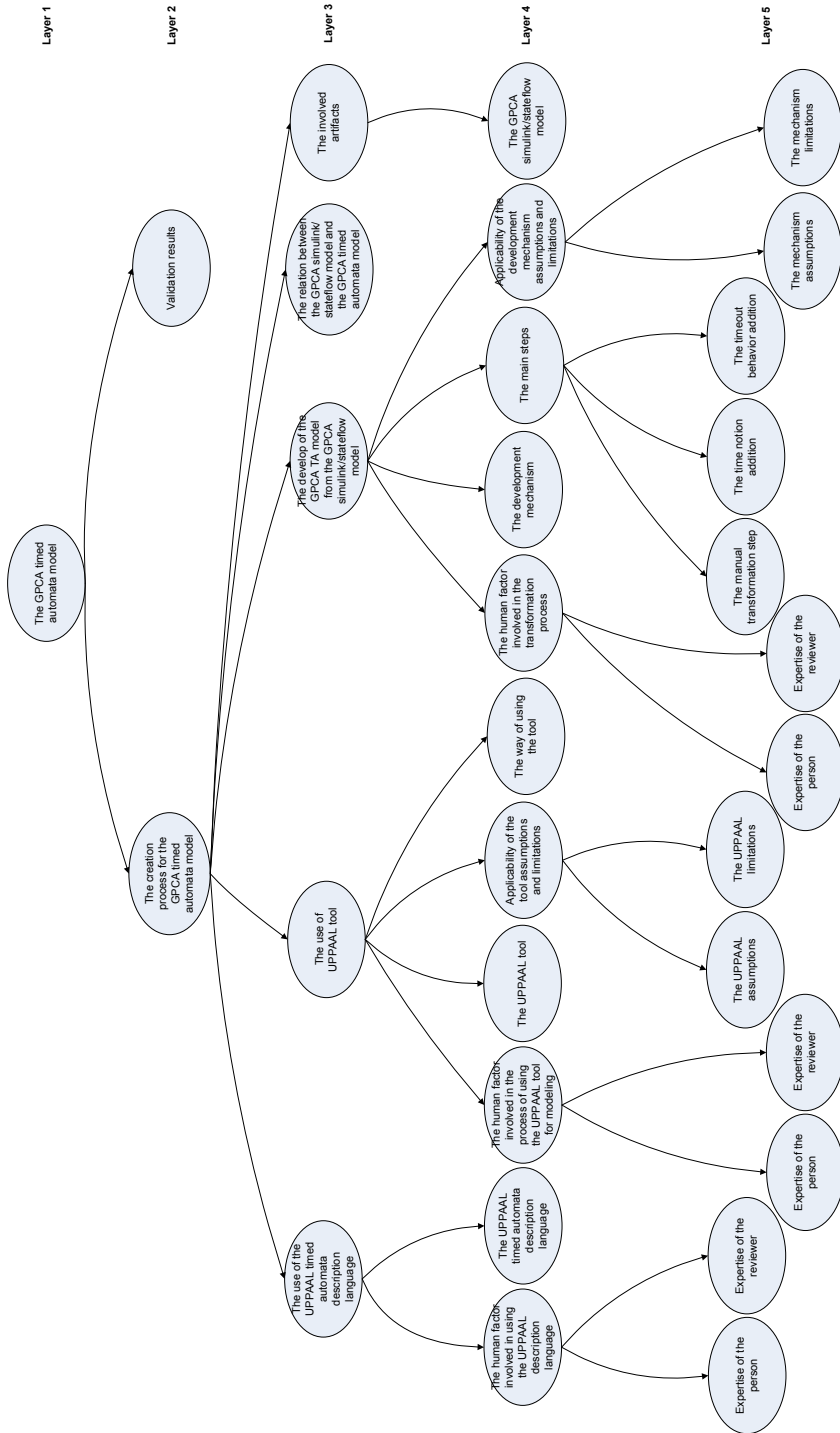 Layer 1
The GPCA timed
automata model
Layer 2
The creation
process for the
GPCA timed
automata model
Validation results
Layer 3
The use of the
UPPAAL timed
automata
description
language
The use of
UPPAAL tool
The develop of the
GPCA TA model
from the GPCA
simulink/stateflow
model
The relation between
the GPCA simulink/
stateflow model and
the GPCA timed
automata model
The involved
artifacts
Layer 4
The human factor
involved in using
the UPPAAL
description
language
The UPPAAL
timed automata
description
language
The human factor
involved in the
process of using
the UPPAAL tool
for modeling
The UPPAAL tool
Applicability of the
tool assumptions
and limitations
The way of using
the tool
The human factor
involved in the
transformation
process
The development
mechanism
The main steps
Applicability of the
development
mechanism
assumptions and
limitations
The GPCA
simulink/stateflow
model
Layer 5
Expertise of the
person
Expertise of the
reviewer
Expertise of the
person
Expertise of the
reviewer
The UPPAAL
assumptions
The UPPAAL
limitations
Expertise of the
person
Expertise of the
reviewer
The manual
transformation step
The time notion
addition
The timeout
behavior addition
The mechanism
assumptions
The mechanism
limitations